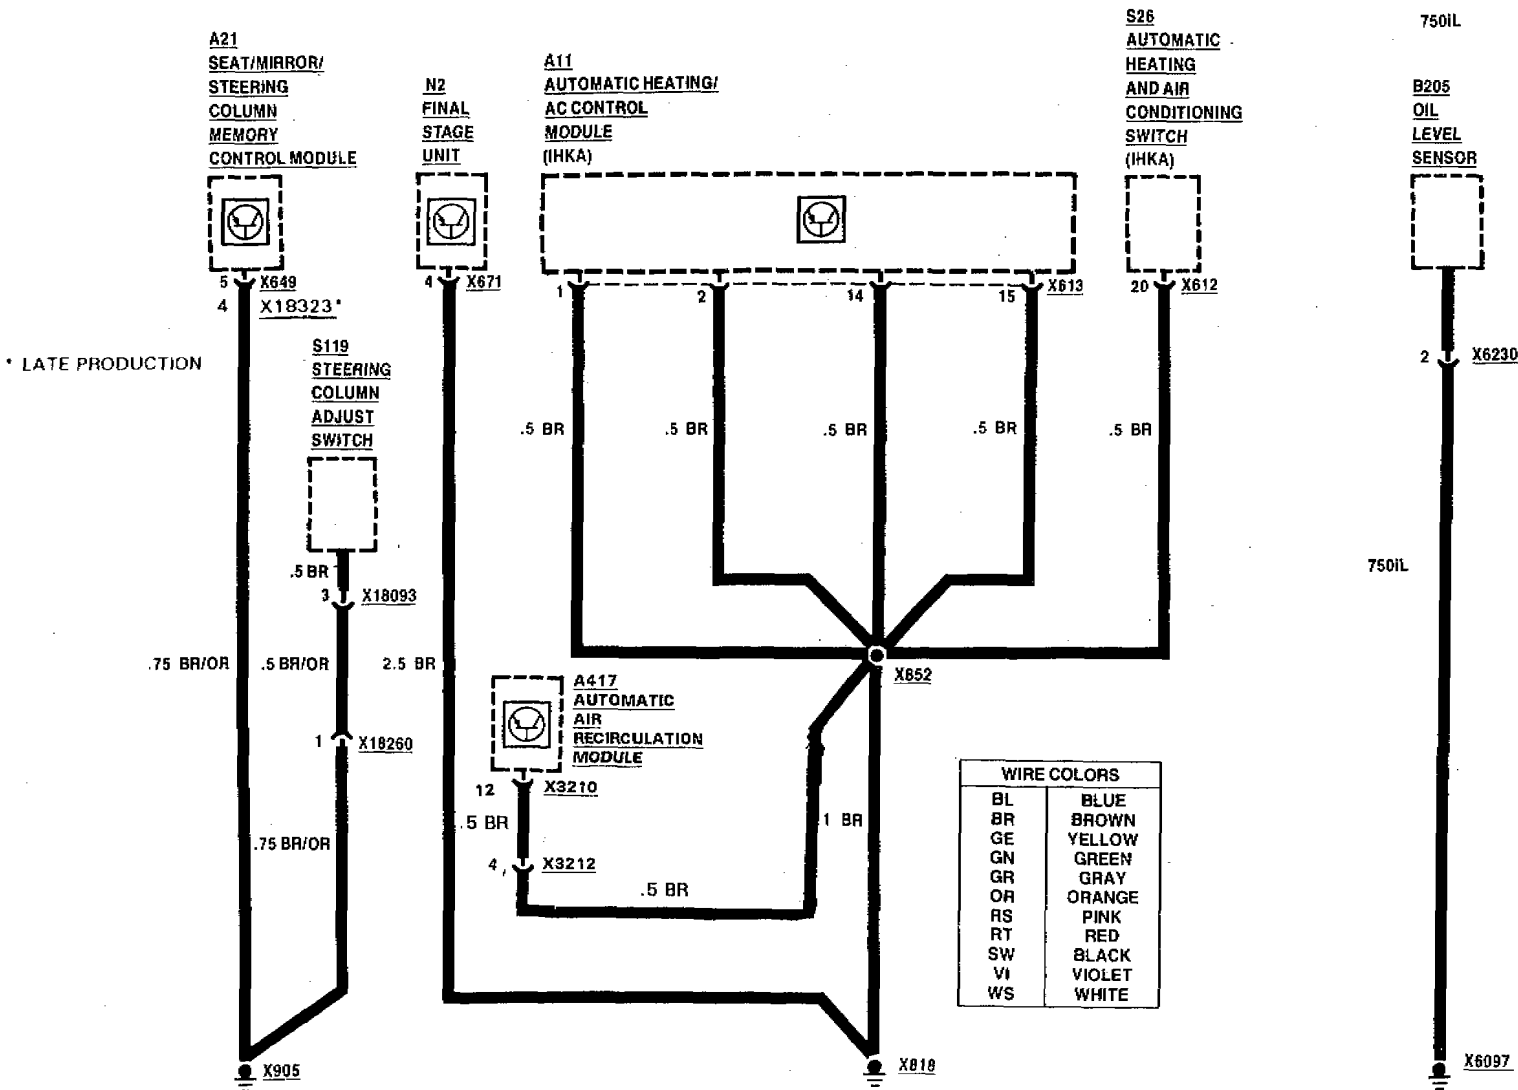 A21
SEAT/MIRROR/
STEERING
COLUMN
MEMORY
CONTROL MODULE
N2
FINAL
STAGE
UNIT
A11
AUTOMATIC HEATING/
AC CONTROL
MODULE
(IHKA)
S26
AUTOMATIC
HEATING
AND AIR
CONDITIONING
SWITCH
(IHKA)
750iL
B205
OIL
LEVEL
SENSOR
5 X649
4 X18323*
4 X671
1
2
14
15 X613
20 X612
2 X6230
* LATE PRODUCTION
S119
STEERING
COLUMN
ADJUST
SWITCH
.5 BR
.5 BR
.5 BR
.5 BR
.5 BR
.5 BR
3 X18093
750iL
.75 BR/OR
.5 BR/OR
2.5 BR
X852
A417
AUTOMATIC
AIR
RECIRCULATION
MODULE
1 X18260
12 X3210
.5 BR
1 BR
.75 BR/OR
4 X3212
.5 BR
WIRE COLORS
BL BLUE
BR BROWN
GE YELLOW
GN GREEN
GR GRAY
OR ORANGE
RS PINK
RT RED
SW BLACK
VI VIOLET
WS WHITE
X905
X818
X6097